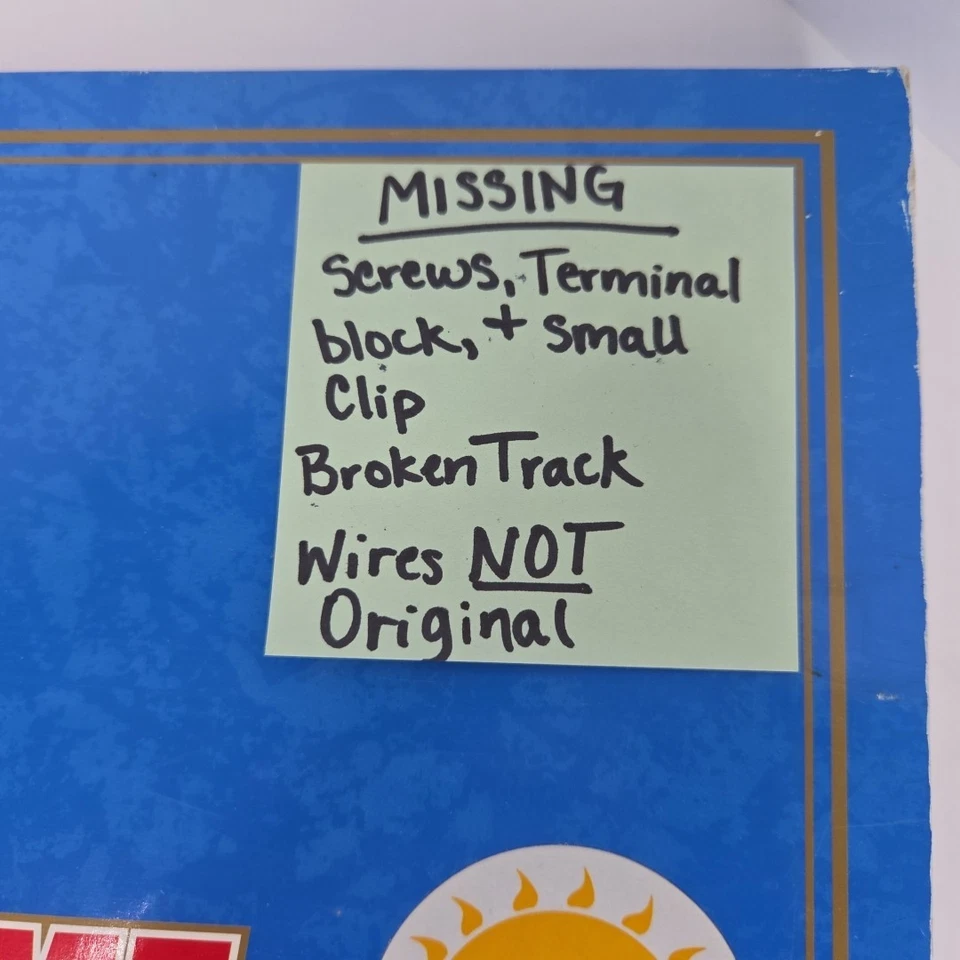 MISSING
Screws, Terminal
block, + Small
Clip
Broken Track
Wires NOT
Original